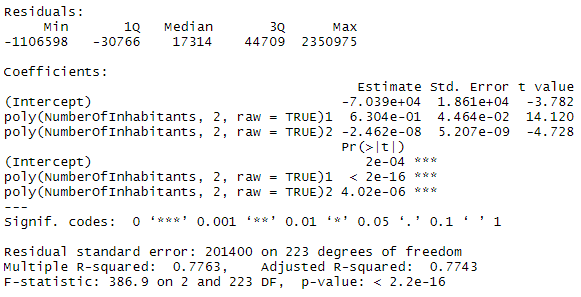 Residuals:
     Min       1Q   Median       3Q      Max
-1106598   -30766    17314    44709  2350975

Coefficients:
                                         Estimate Std. Error t value
(Intercept)                            -7.039e+04  1.861e+04  -3.782
poly(NumberOfInhabitants, 2, raw = TRUE)1  6.304e-01  4.464e-02  14.120
poly(NumberOfInhabitants, 2, raw = TRUE)2 -2.462e-08  5.207e-09  -4.728
                                         Pr(>|t|)
(Intercept)                                 2e-04 ***
poly(NumberOfInhabitants, 2, raw = TRUE)1  < 2e-16 ***
poly(NumberOfInhabitants, 2, raw = TRUE)2 4.02e-06 ***
---
Signif. codes:  0 ‘***’ 0.001 ‘**’ 0.01 ‘*’ 0.05 ‘.’ 0.1 ‘ ’ 1

Residual standard error: 201400 on 223 degrees of freedom
Multiple R-squared:  0.7763,    Adjusted R-squared:  0.7743
F-statistic: 386.9 on 2 and 223 DF,  p-value: < 2.2e-16